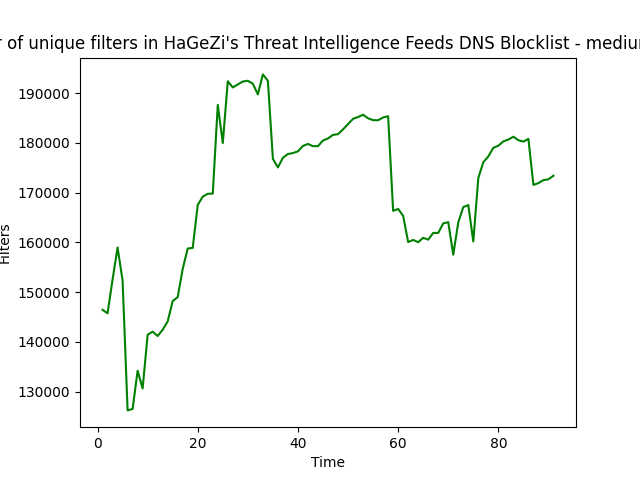 r of unique filters in HaGeZi's Threat Intelligence Feeds DNS Blocklist - mediu
190000
180000
170000
160000
150000
140000
130000
Filters
0 20 40 60 80
Time